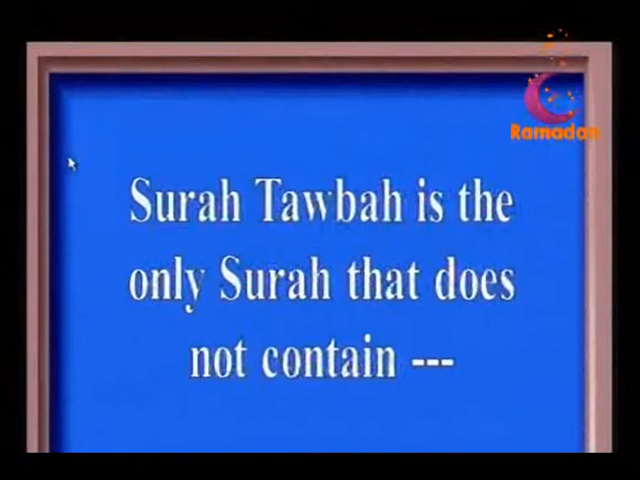 Ramadan
Surah Tawbah is the
only Surah that does
not contain ---